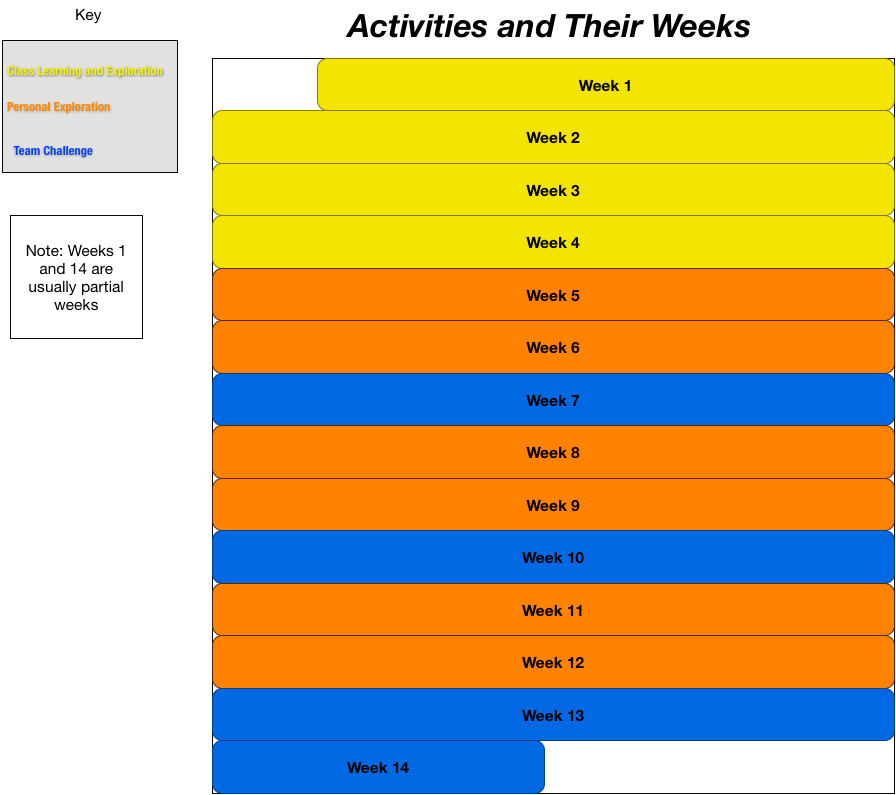 Key
Activities and Their Weeks
Class Learning and Exploration
Personal Exploration
Team Challenge
Note: Weeks 1
and 14 are
usually partial
weeks
Week 1
Week 2
Week 3
Week 4
Week 5
Week 6
Week 7
Week 8
Week 9
Week 10
Week 11
Week 12
Week 13
Week 14